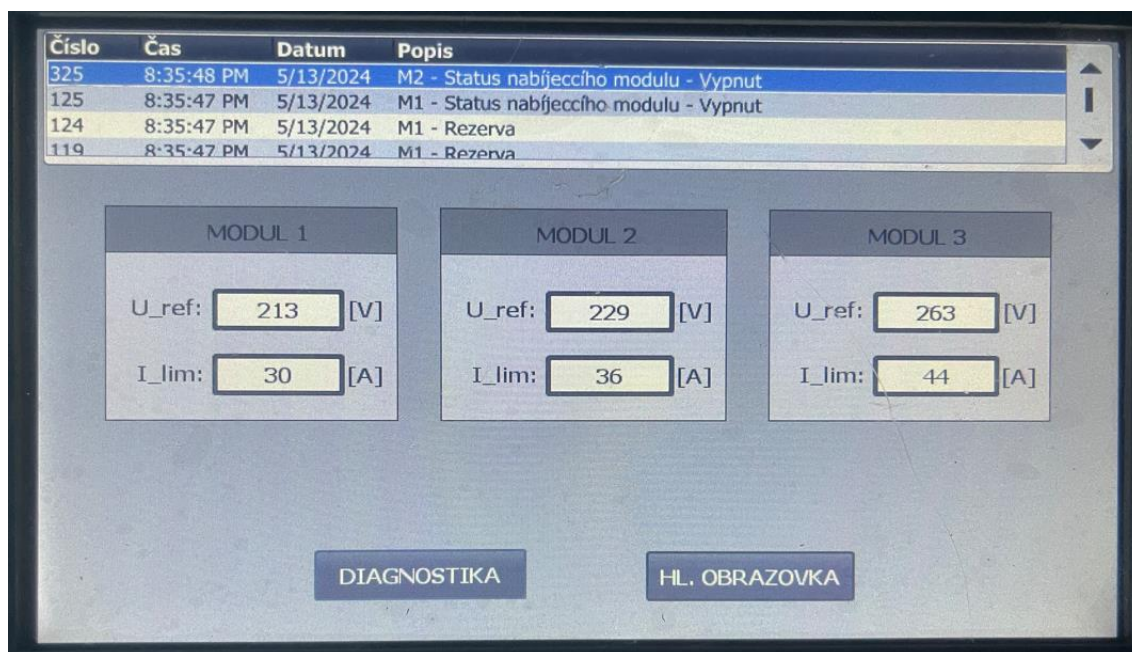 Číslo Čas Datum Popis
325 8:35:48 PM 5/13/2024 M2 - Status nabíjeccího modulu - Vypnut
125 8:35:47 PM 5/13/2024 M1 - Status nabíjeccího modulu - Vypnut
124 8:35:47 PM 5/13/2024 M1 - Rezerva
119 8:35:47 PM 5/13/2024 M1 - Rezerva
MODUL 1 MODUL 2 MODUL 3
U_ref: 213 [V] U_ref: 229 [V] U_ref: 263 [V]
I_lim: 30 [A] I_lim: 36 [A] I_lim: 44 [A]
DIAGNOSTIKA HL. OBRAZOVKA